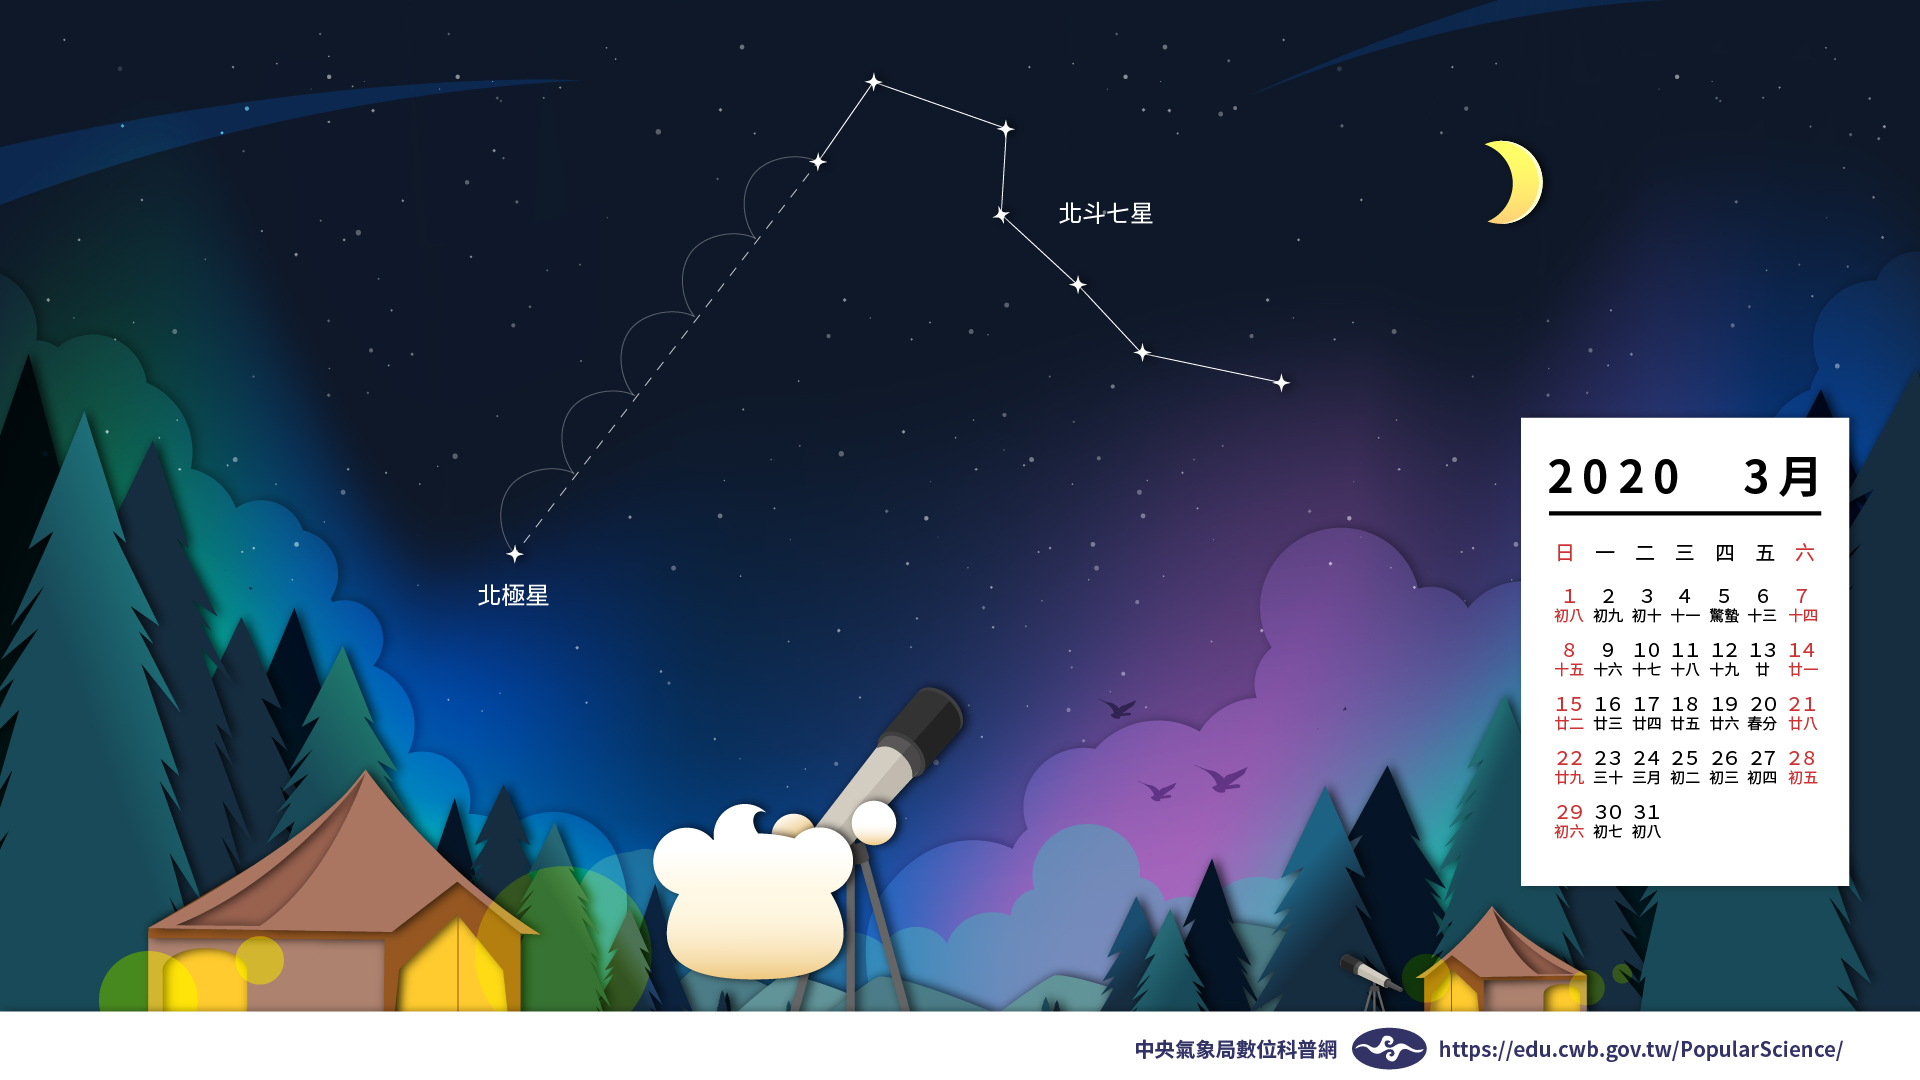 北斗七星
北極星
2020 3月
日 一 二 三 四 五 六
1 2 3 4 5 6 7
初八 初九 初十 十一 驚蟄 十三 十四
8 9 10 11 12 13 14
十五 十六 十七 十八 十九 廿 廿一
15 16 17 18 19 20 21
廿二 廿三 廿四 廿五 廿六 春分 廿八
22 23 24 25 26 27 28
廿九 三十 三月 初二 初三 初四 初五
29 30 31
初六 初七 初八
中央氣象局數位科普網 https://edu.cwb.gov.tw/PopularScience/